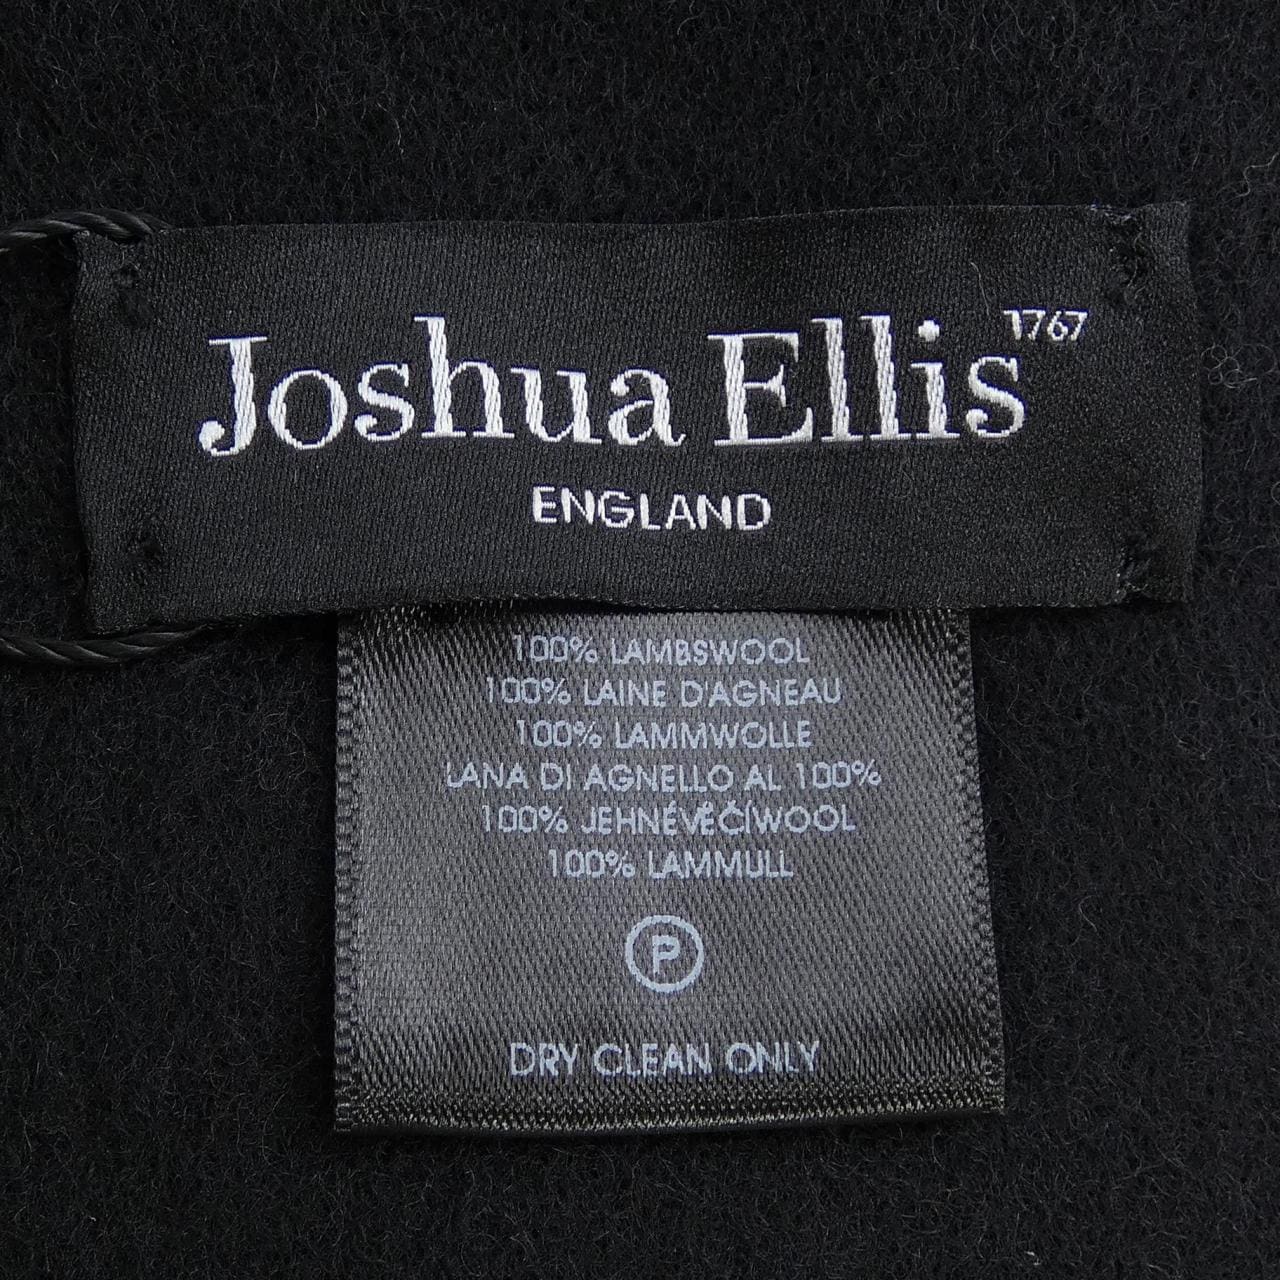 Joshua Ellis 1767
ENGLAND
100% LAMBSWOOL
100% LAINE D'AGNEAU
100% LAMMWOLLE
LANA DI AGNELLO AL 100%
100% JEHNÉVĚČÍWOOL
100% LAMMULL
P
DRY CLEAN ONLY